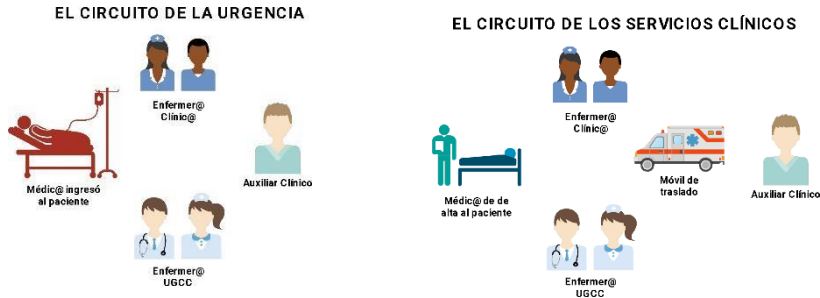 EL CIRCUITO DE LA URGENCIA
Enfermer@
Clínic@
Médic@ ingresó
al paciente
Auxiliar Clínico
Enfermer@
UGCC
EL CIRCUITO DE LOS SERVICIOS CLÍNICOS
Enfermer@
Clínic@
Médic@ de de
alta al paciente
Móvil de
traslado
Auxiliar Clínico
Enfermer@
UGCC